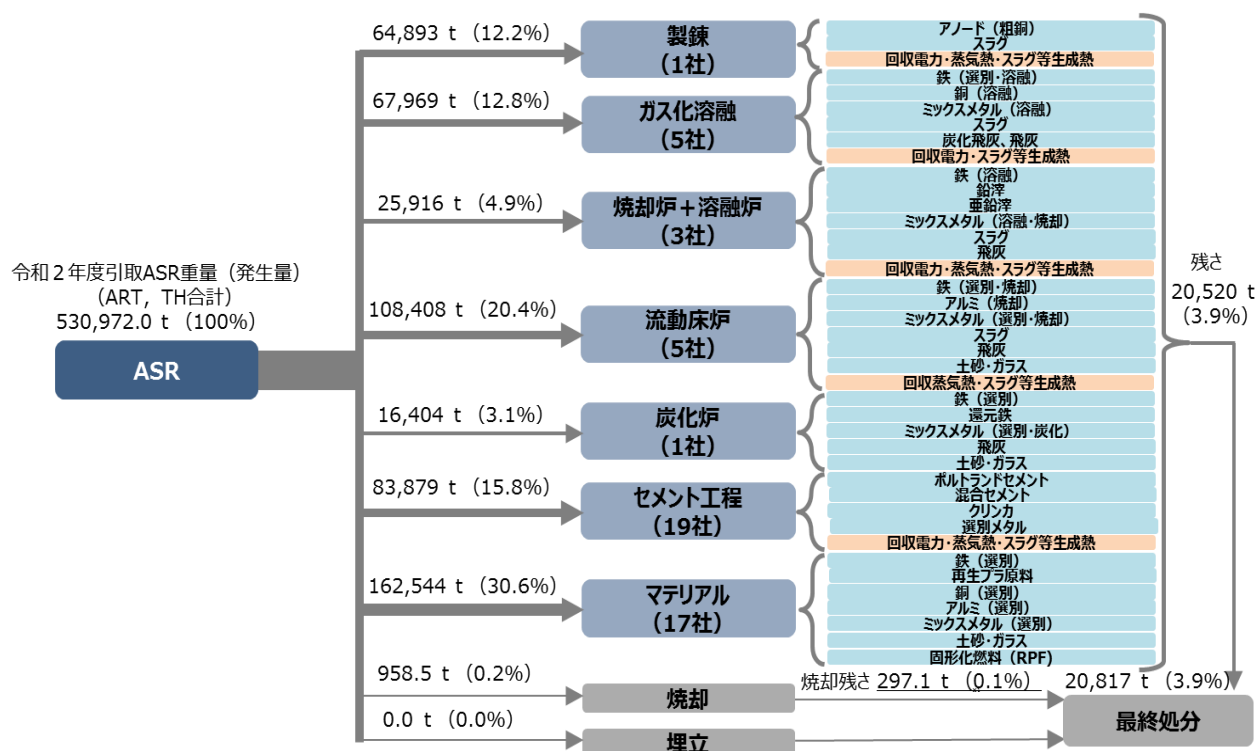 令和２年度引取ASR重量（発生量）
（ART，TH合計）
530,972.0 t（100%）
ASR
64,893 t（12.2%）
製錬
（1社）
アノード（粗銅）
スラグ
回収電力・蒸気熱・スラグ等生成熱
67,969 t（12.8%）
ガス化溶融
（5社）
鉄（選別・溶融）
銅（溶融）
ミックスメタル（溶融）
スラグ
炭化飛灰、飛灰
回収電力・スラグ等生成熱
25,916 t（4.9%）
焼却炉＋溶融炉
（3社）
鉄（溶融）
鉛滓
亜鉛滓
ミックスメタル（溶融・焼却）
スラグ
飛灰
回収電力・蒸気熱・スラグ等生成熱
108,408 t（20.4%）
流動床炉
（5社）
鉄（選別・焼却）
アルミ（焼却）
ミックスメタル（選別・焼却）
スラグ
飛灰
土砂・ガラス
回収蒸気熱・スラグ等生成熱
16,404 t（3.1%）
炭化炉
（1社）
鉄（選別）
還元鉄
ミックスメタル（選別・炭化）
飛灰
土砂・ガラス
83,879 t（15.8%）
セメント工程
（19社）
ポルトランドセメント
混合セメント
クリンカ
選別メタル
回収電力・蒸気熱・スラグ等生成熱
162,544 t（30.6%）
マテリアル
（17社）
鉄（選別）
再生プラ原料
銅（選別）
アルミ（選別）
ミックスメタル（選別）
土砂・ガラス
固形化燃料（RPF）
残さ
20,520 t
（3.9%）
958.5 t（0.2%）
焼却
焼却残さ 297.1 t（0.1%）
20,817 t（3.9%）
0.0 t（0.0%）
埋立
最終処分